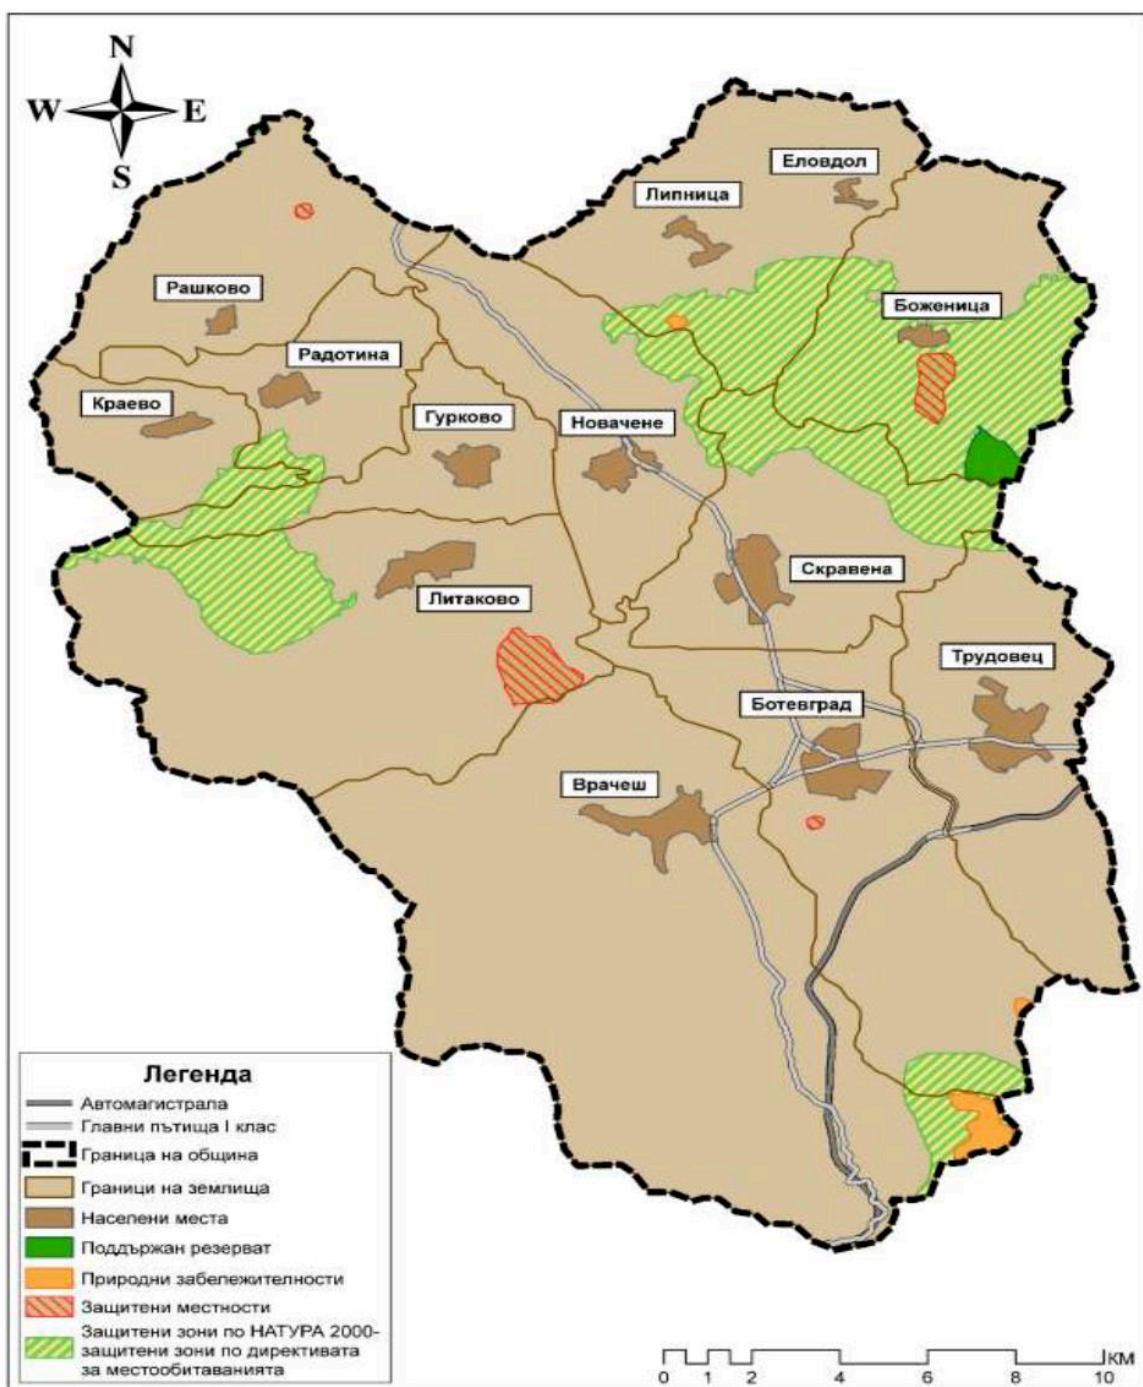 N
W E
S
Еловдол
Липница
Рашково
Боженица
Радотина
Краево
Гурково
Новачене
Скравена
Литаково
Трудовец
Ботевград
Врачеш
Легенда
Автомагистрала
Главни пътища I клас
Граница на община
Граници на землища
Населени места
Поддържан резерват
Природни забележителности
Защитени местности
Защитени зони по НАТУРА 2000-
защитени зони по директивата
за местообитаванията
КМ
0 1 2 4 6 8 10